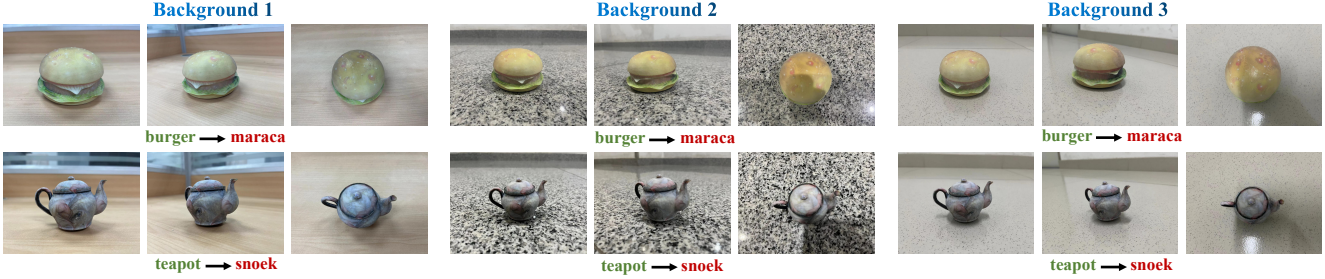 Background 1
Background 2
Background 3
burger → maraca
burger → maraca
burger → maraca
teapot → snoek
teapot → snoek
teapot → snoek